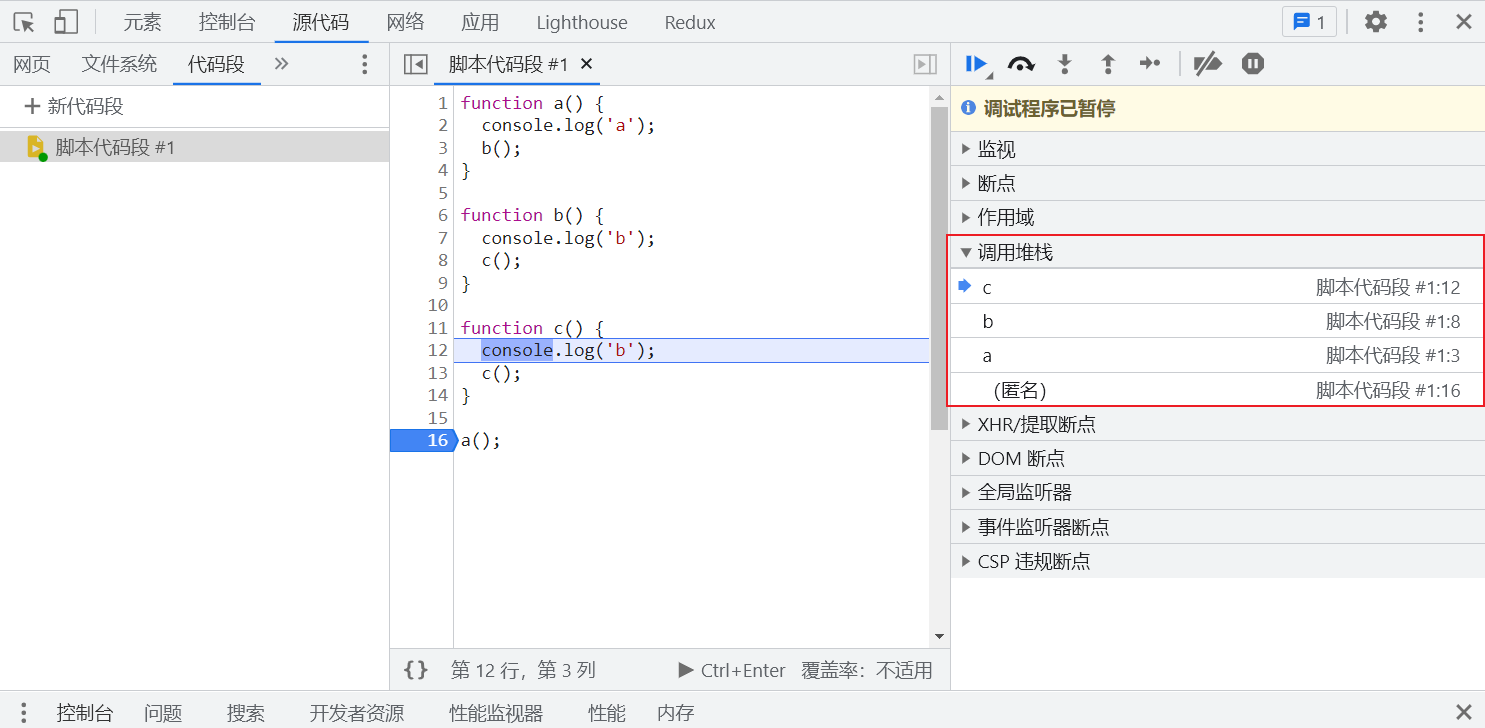 元素 控制台 源代码 网络 应用 Lighthouse Redux 1
网页 文件系统 代码段
新代码段
脚本代码段 #1
脚本代码段 #1
1 function a() {
2 console.log('a');
3 b();
4 }
5
6 function b() {
7 console.log('b');
8 c();
9 }
10
11 function c() {
12 console.log('b');
13 c();
14 }
15
16 a();
{} 第 12 行，第 3 列 Ctrl+Enter 覆盖率：不适用
调试程序已暂停
监视
断点
作用域
调用堆栈
c 脚本代码段 #1:12
b 脚本代码段 #1:8
a 脚本代码段 #1:3
（匿名） 脚本代码段 #1:16
XHR/提取断点
DOM 断点
全局监听器
事件监听器断点
CSP 违规断点
控制台 问题 搜索 开发者资源 性能监视器 性能 内存